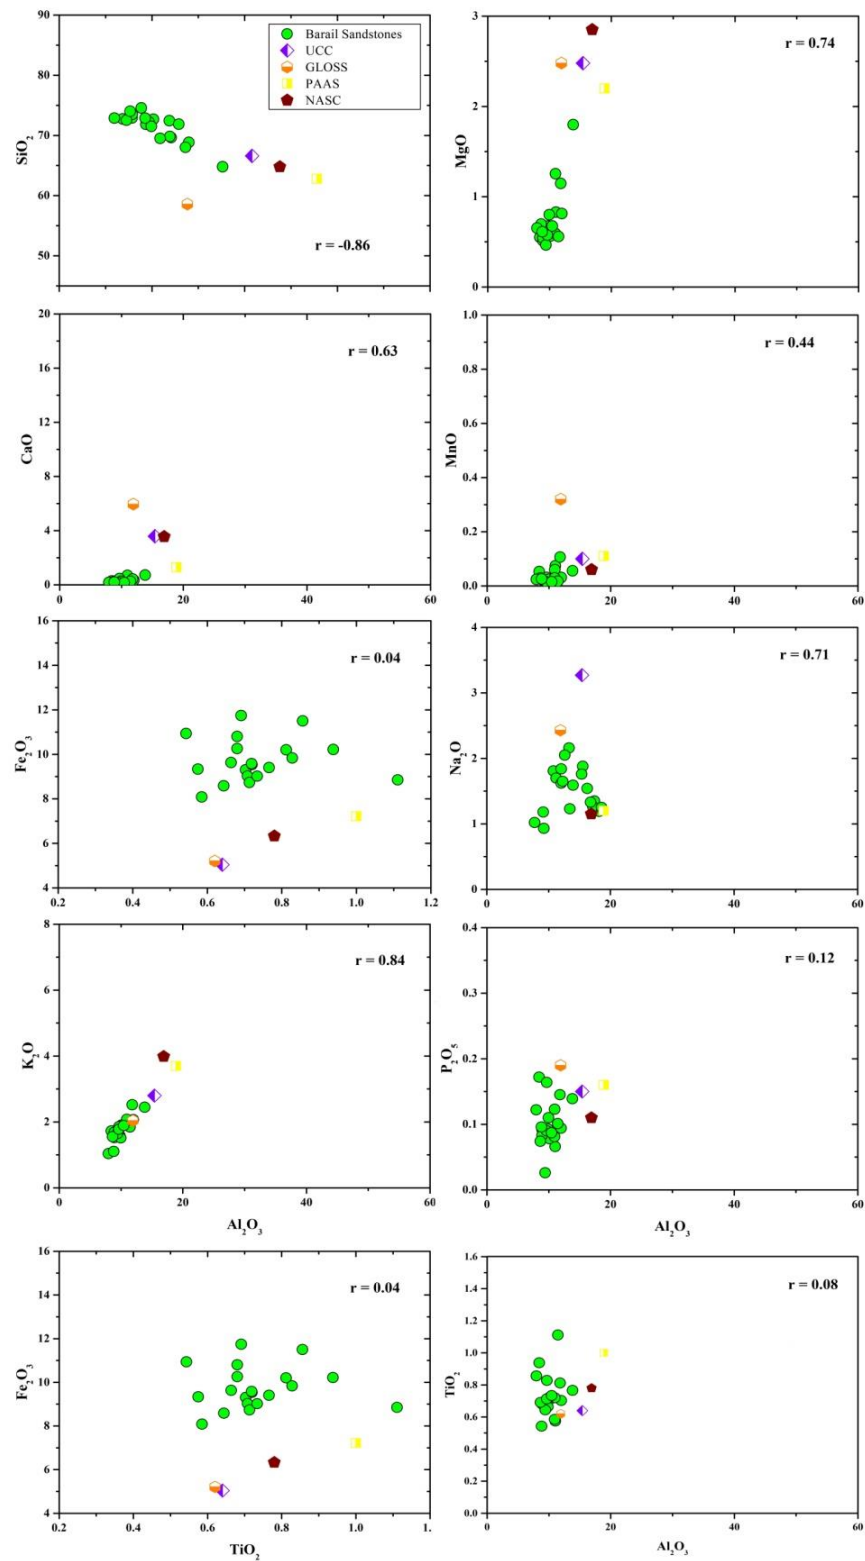 90
80
70
60
50
SiO2
Barail Sandstones
UCC
GLOSS
PAAS
NASC
r = -0.86
3
2
1
0
MgO
r = 0.74
20
16
12
8
4
0
CaO
r = 0.63
0 20 40 60
1.0
0.8
0.6
0.4
0.2
0.0
MnO
r = 0.44
0 20 40 60
16
14
12
10
8
6
4
Fe2O3
r = 0.04
0.2 0.4 0.6 0.8 1.0 1.2
4
3
2
1
0
Na2O
r = 0.71
0 20 40 60
8
6
4
2
0
K2O
r = 0.84
0 20 40 60
Al2O3
0.4
0.3
0.2
0.1
0.0
P2O5
r = 0.12
0 20 40 60
Al2O3
16
14
12
10
8
6
4
Fe2O3
r = 0.04
0.2 0.4 0.6 0.8 1.0 1.
TiO2
1.6
1.4
1.2
1.0
0.8
0.6
0.4
0.2
0.0
TiO2
r = 0.08
0 20 40 60
Al2O3